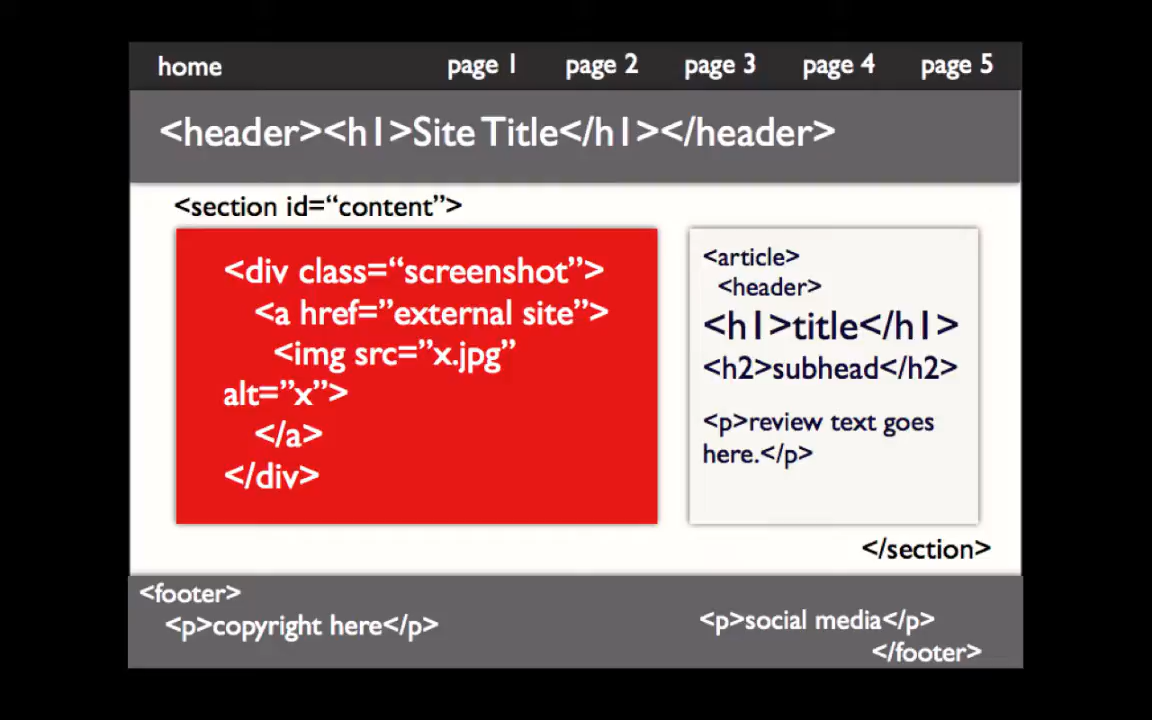 home page 1 page 2 page 3 page 4 page 5
<header><h1>Site Title</h1></header>
<section id=“content”>
<div class=“screenshot”>
<a href=”external site”>
<img src=”x.jpg”
alt=”x”>
</a>
</div>
<article>
<header>
<h1>title</h1>
<h2>subhead</h2>
<p>review text goes
here.</p>
</section>
<footer>
<p>copyright here</p>
<p>social media</p>
</footer>